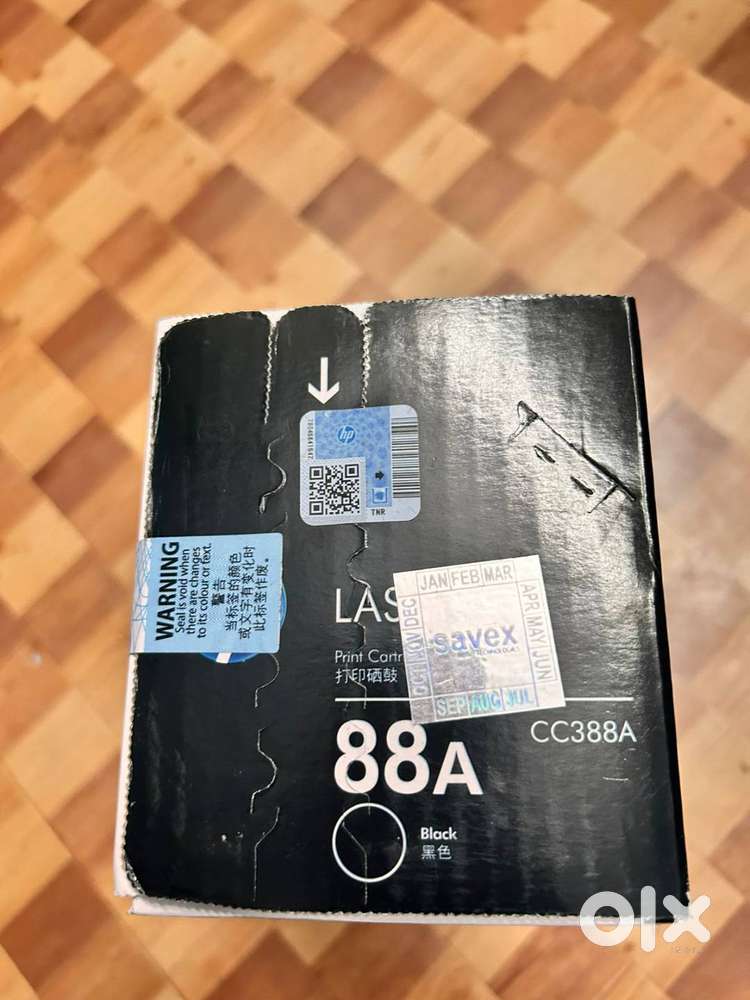 hp
TNR
WARNING
Seal is void when
there are changes
to its colour or text.
警告
当标签的颜色
或文字有变化时
此标签作废。
LAS
Print Cartr
打印硒鼓
JAN FEB MAR
APR MAY JUN
SEP AUG JUL
OCT NOV DEC
savex
88A
CC388A
Black
黑色
olx